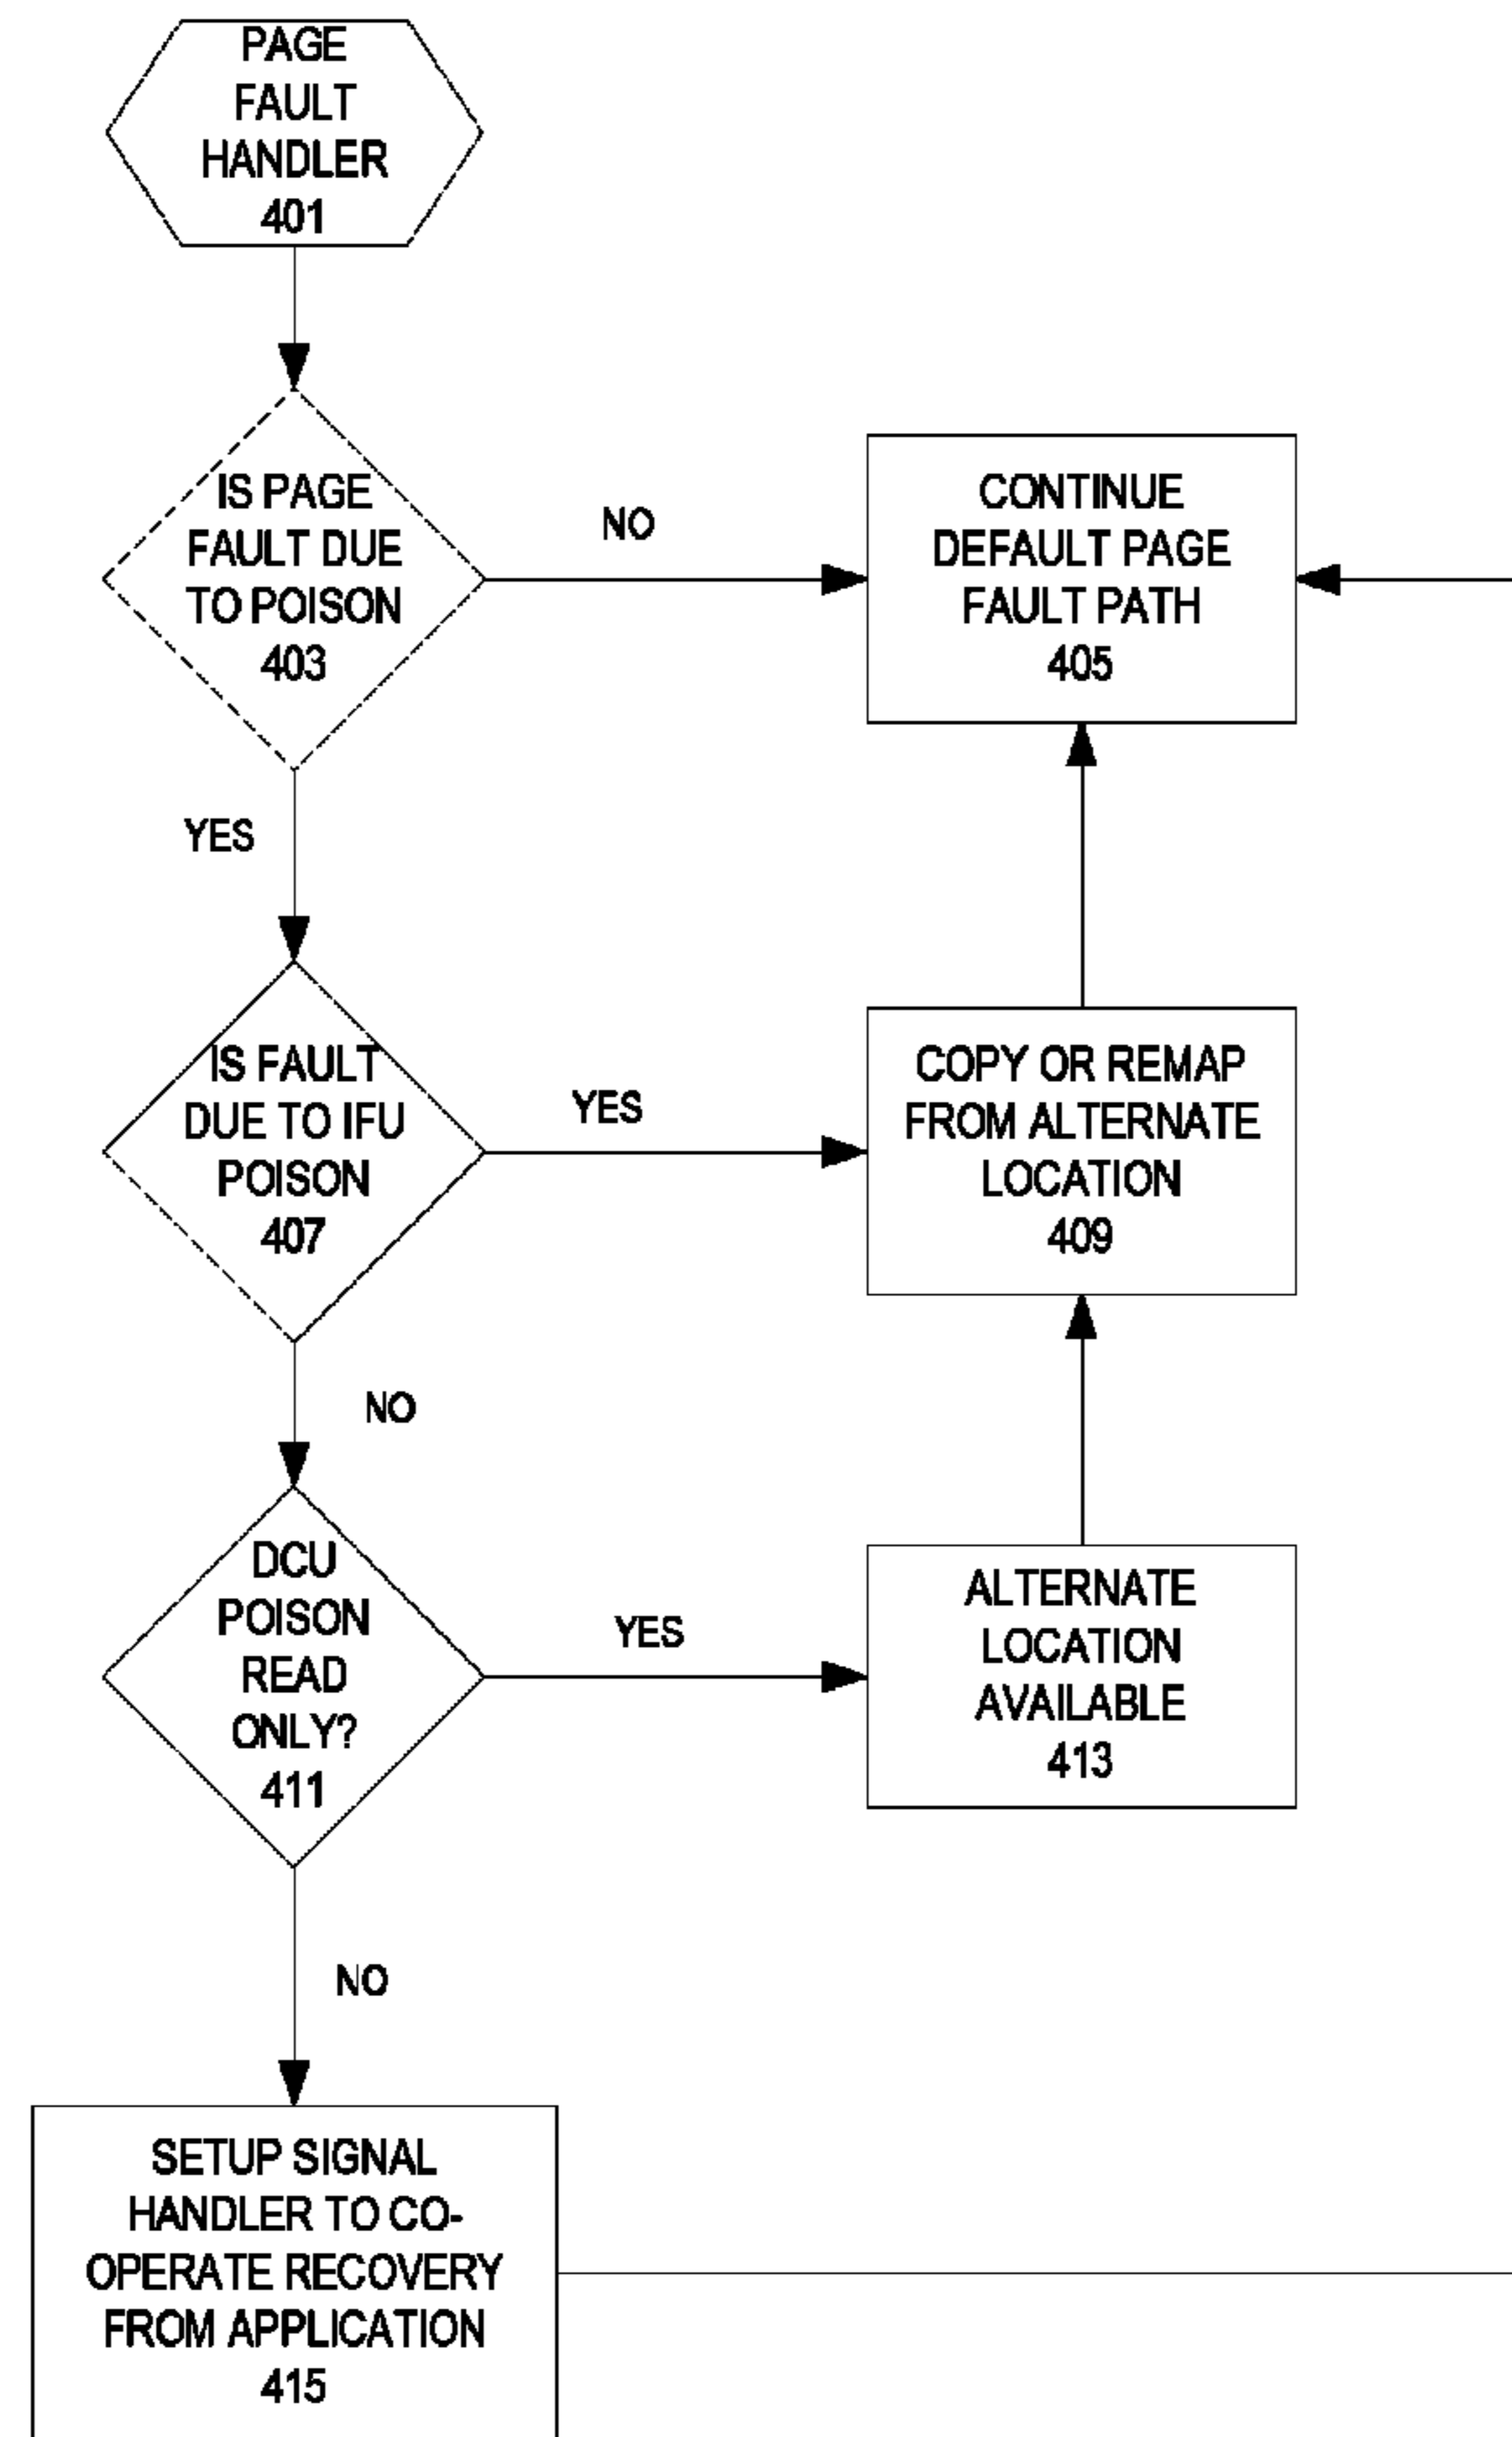 PAGE
FAULT
HANDLER
401
IS PAGE
FAULT DUE
TO POISON
403
NO
CONTINUE
DEFAULT PAGE
FAULT PATH
405
YES
IS FAULT
DUE TO IFU
POISON
407
YES
COPY OR REMAP
FROM ALTERNATE
LOCATION
409
NO
DCU
POISON
READ
ONLY?
411
YES
ALTERNATE
LOCATION
AVAILABLE
413
NO
SETUP SIGNAL
HANDLER TO CO-
OPERATE RECOVERY
FROM APPLICATION
415